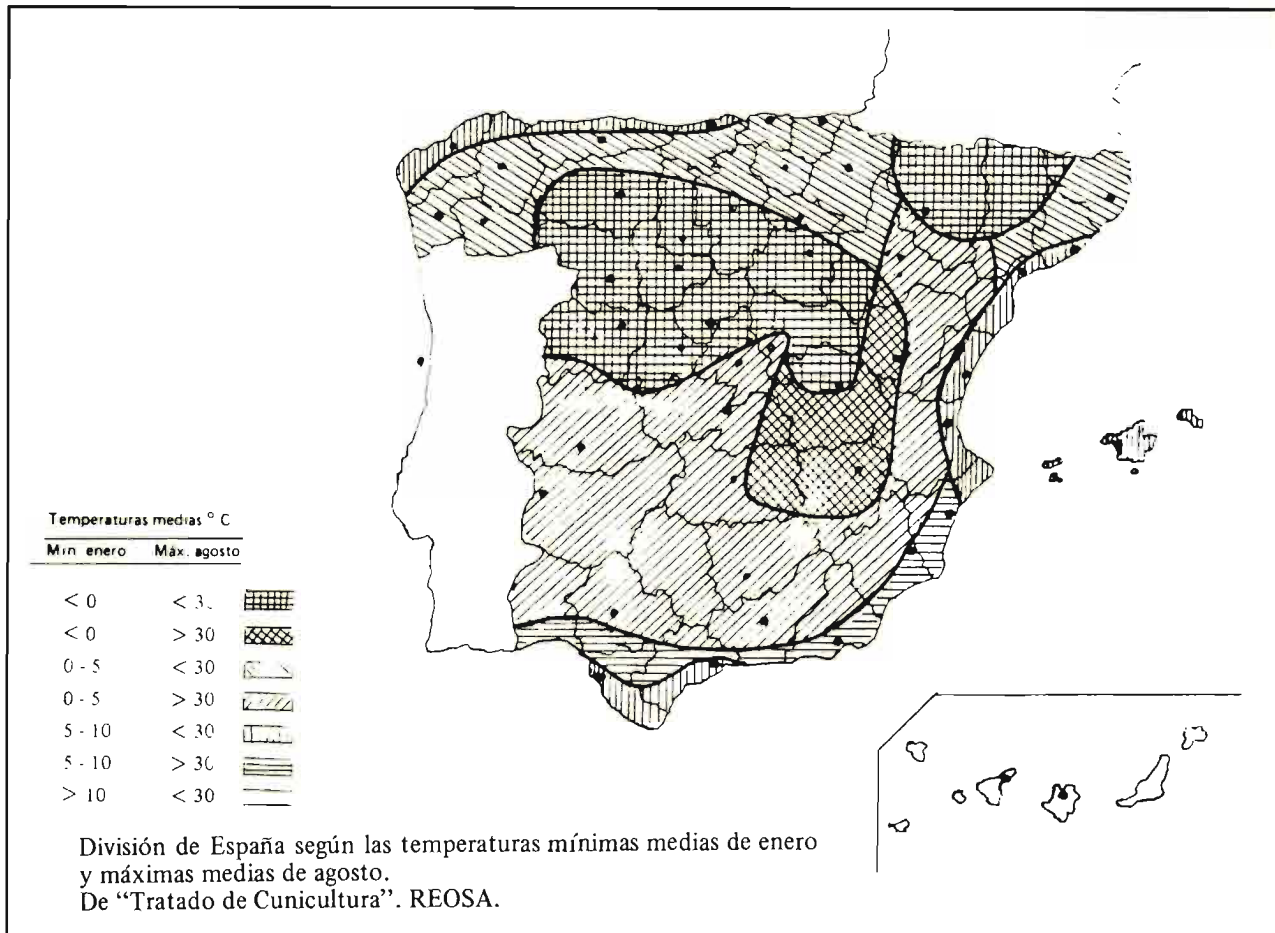 Temperaturas medias ° C
Min enero Máx. agosto
< 0 <
< 0 > 30
0 - 5 < 30
0 - 5 > 30
5 - 10 < 30
5 - 10 > 30
> 10 < 30
División de España según las temperaturas mínimas medias de enero
y máximas medias de agosto.
De “Tratado de Cunicultura”. REOSA.